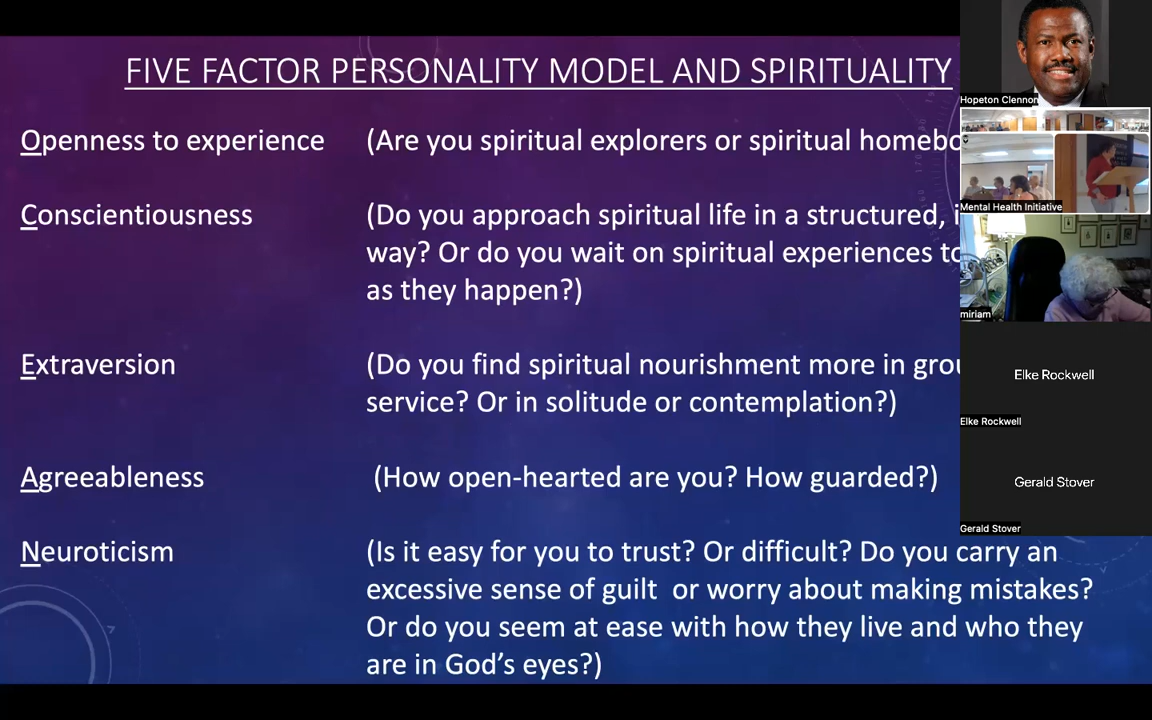 FIVE FACTOR PERSONALITY MODEL AND SPIRITUALITY
Openness to experience (Are you spiritual explorers or spiritual
Conscientiousness (Do you approach spiritual life in a structured,
way? Or do you wait on spiritual experiences
as they happen?)
Extraversion (Do you find spiritual nourishment more in
service? Or in solitude or contemplation?)
Agreeableness (How open-hearted are you? How guarded?)
Neuroticism (Is it easy for you to trust? Or difficult? Do you carry an
excessive sense of guilt or worry about making mistakes?
Or do you seem at ease with how they live and who they
are in God's eyes?)
Hopeton Clennon
Mental Health Initiative
miriam
Elke Rockwell
Elke Rockwell
Gerald Stover
Gerald Stover